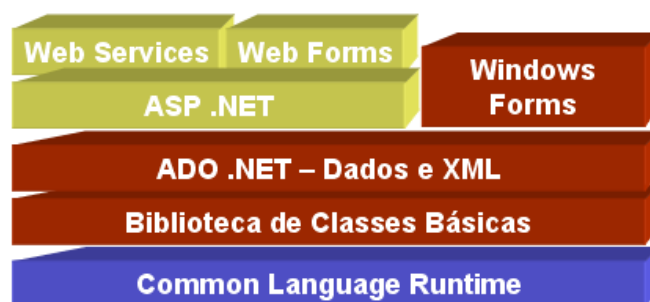 Web Services
Web Forms
Windows
Forms
ASP .NET
ADO .NET – Dados e XML
Biblioteca de Classes Básicas
Common Language Runtime